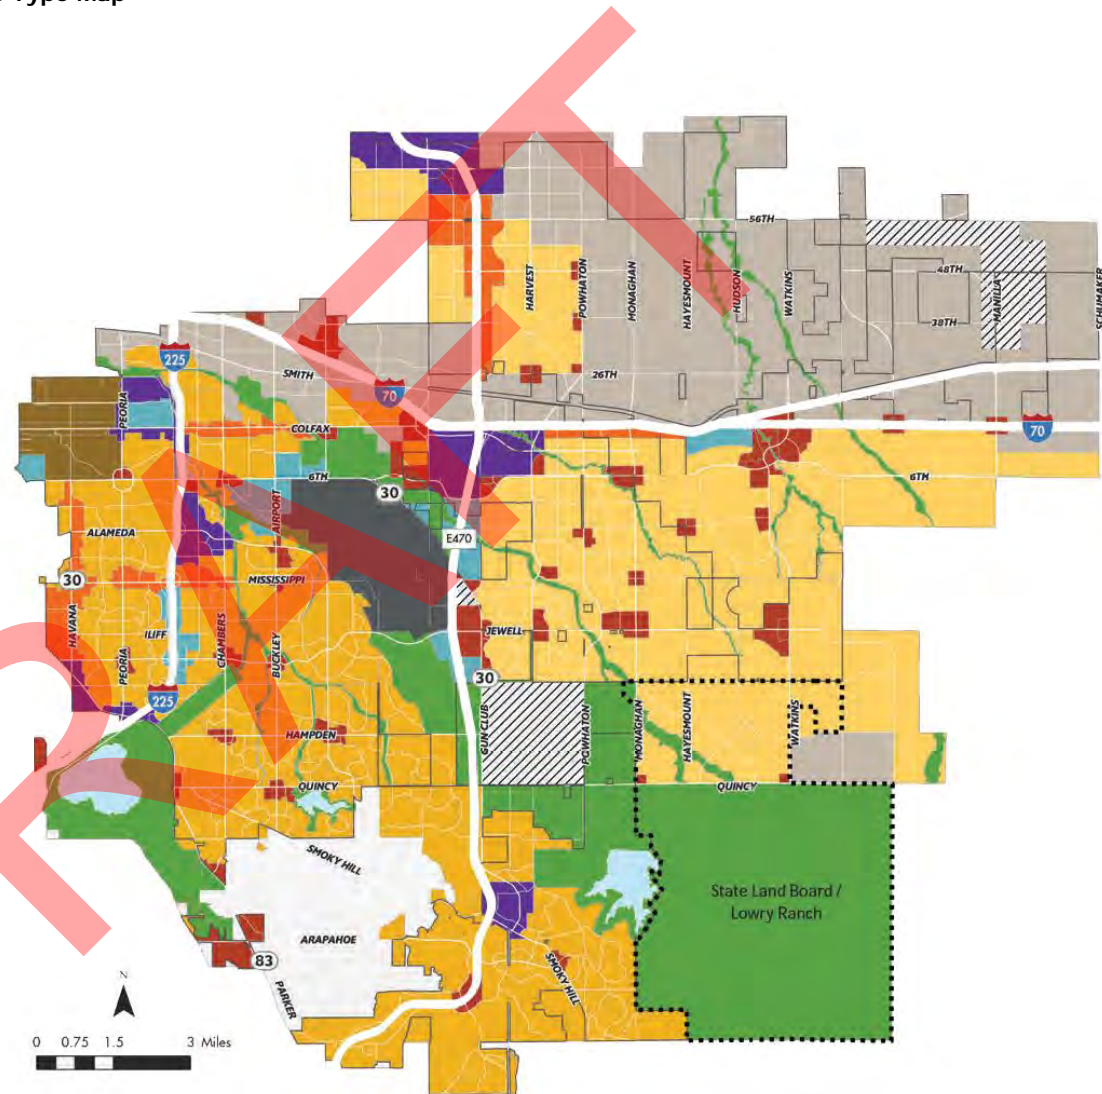 Type Map
56TH
HARVEST
POWHATON
MONAGHAN
HAYESMOUNT
HUDSON
WATKINS
48TH
MANILLA
SCHUMAKER
38TH
225
SMITH
26TH
70
PEORIA
COLFAX
70
6TH
30
6TH
AIRPORT
ALAMEDA
E470
30
MISSISSIPPI
HAVANA
ILIFF
CHAMBERS
BUCKLEY
JEWELL
PEORIA
30
225
GUN CLUB
POWHATON
MONAGHAN
HAYESMOUNT
WATKINS
HAMPDEN
QUINCY
QUINCY
SMOKY HILL
State Land Board /
Lowry Ranch
ARAPAHOE
83
SMOKY HILL
PARKER
N
0 0.75 1.5 3 Miles
DRAFT